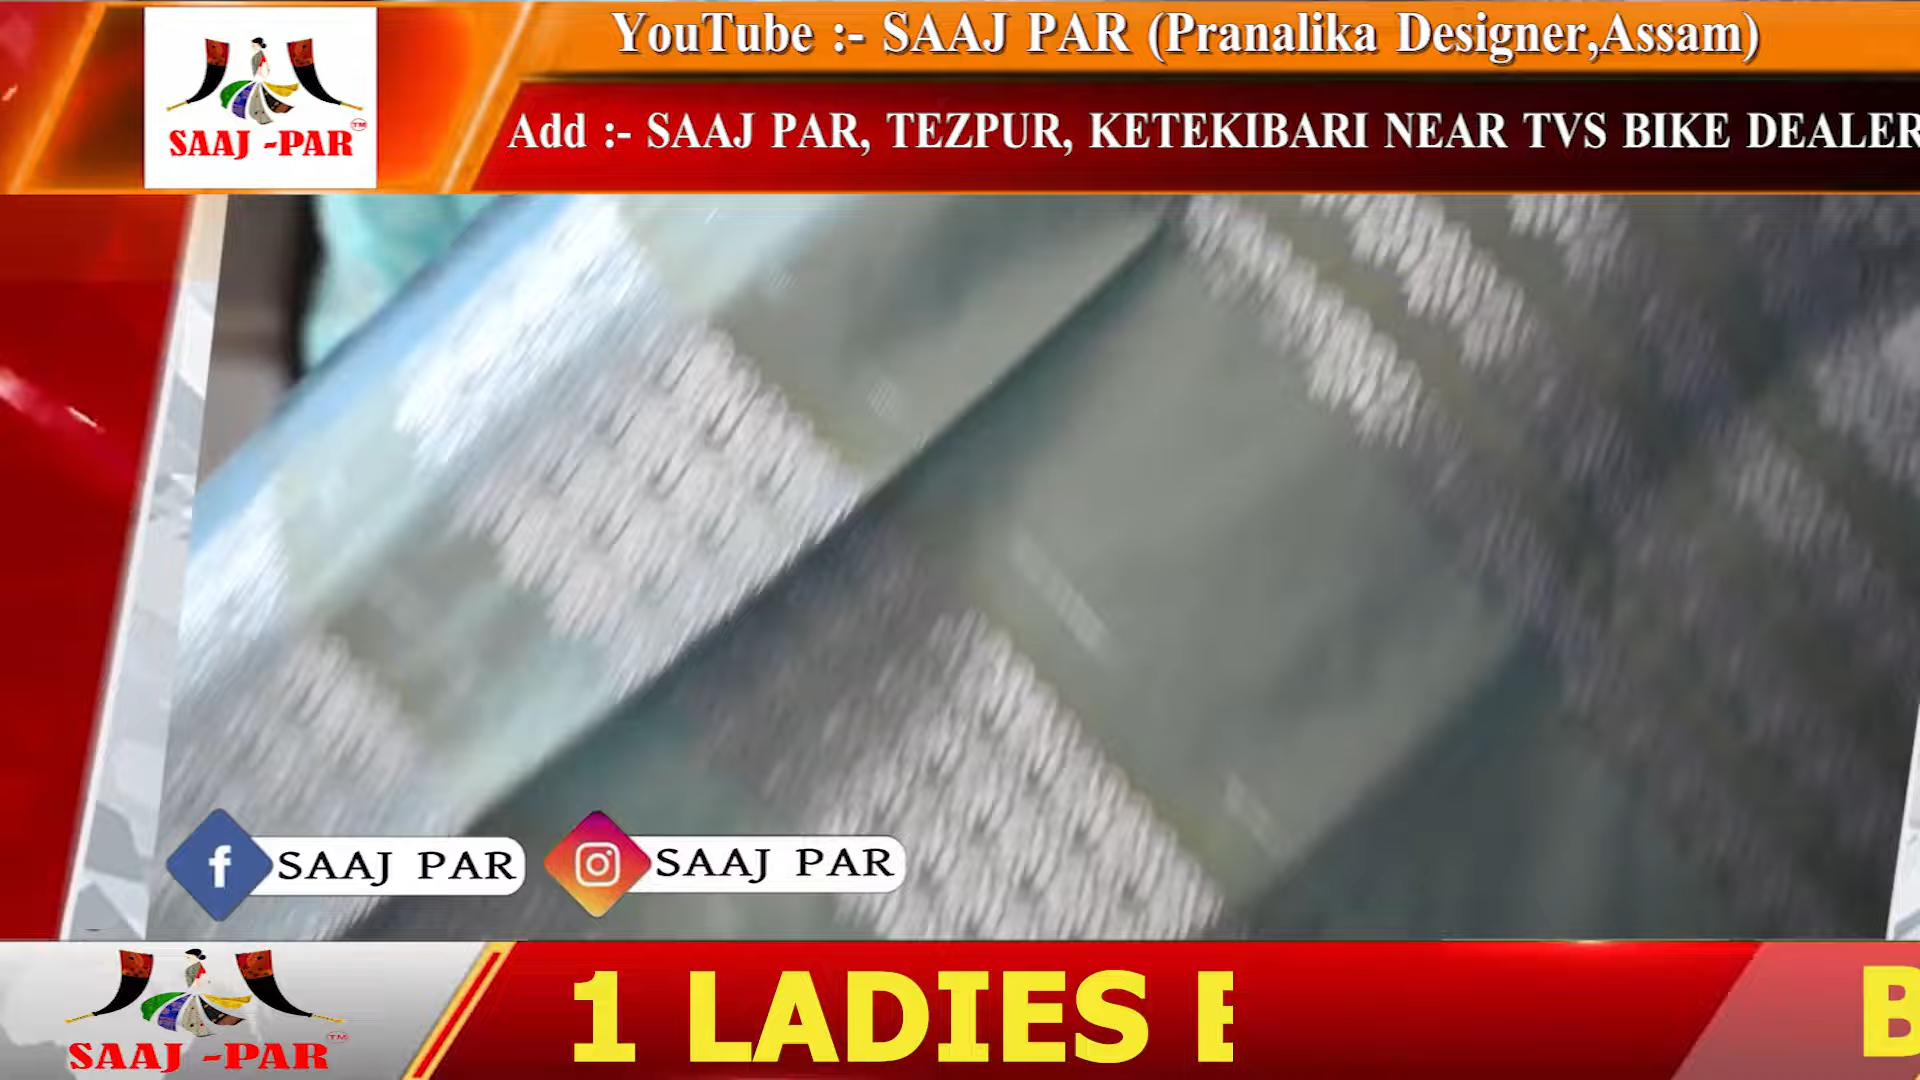 YouTube :- SAAJ PAR (Pranalika Designer,Assam)
SAAJ -PAR™
Add :- SAAJ PAR, TEZPUR, KETEKIBARI NEAR TVS BIKE DEALER
SAAJ PAR
SAAJ PAR
SAAJ -PAR™
1 LADIES